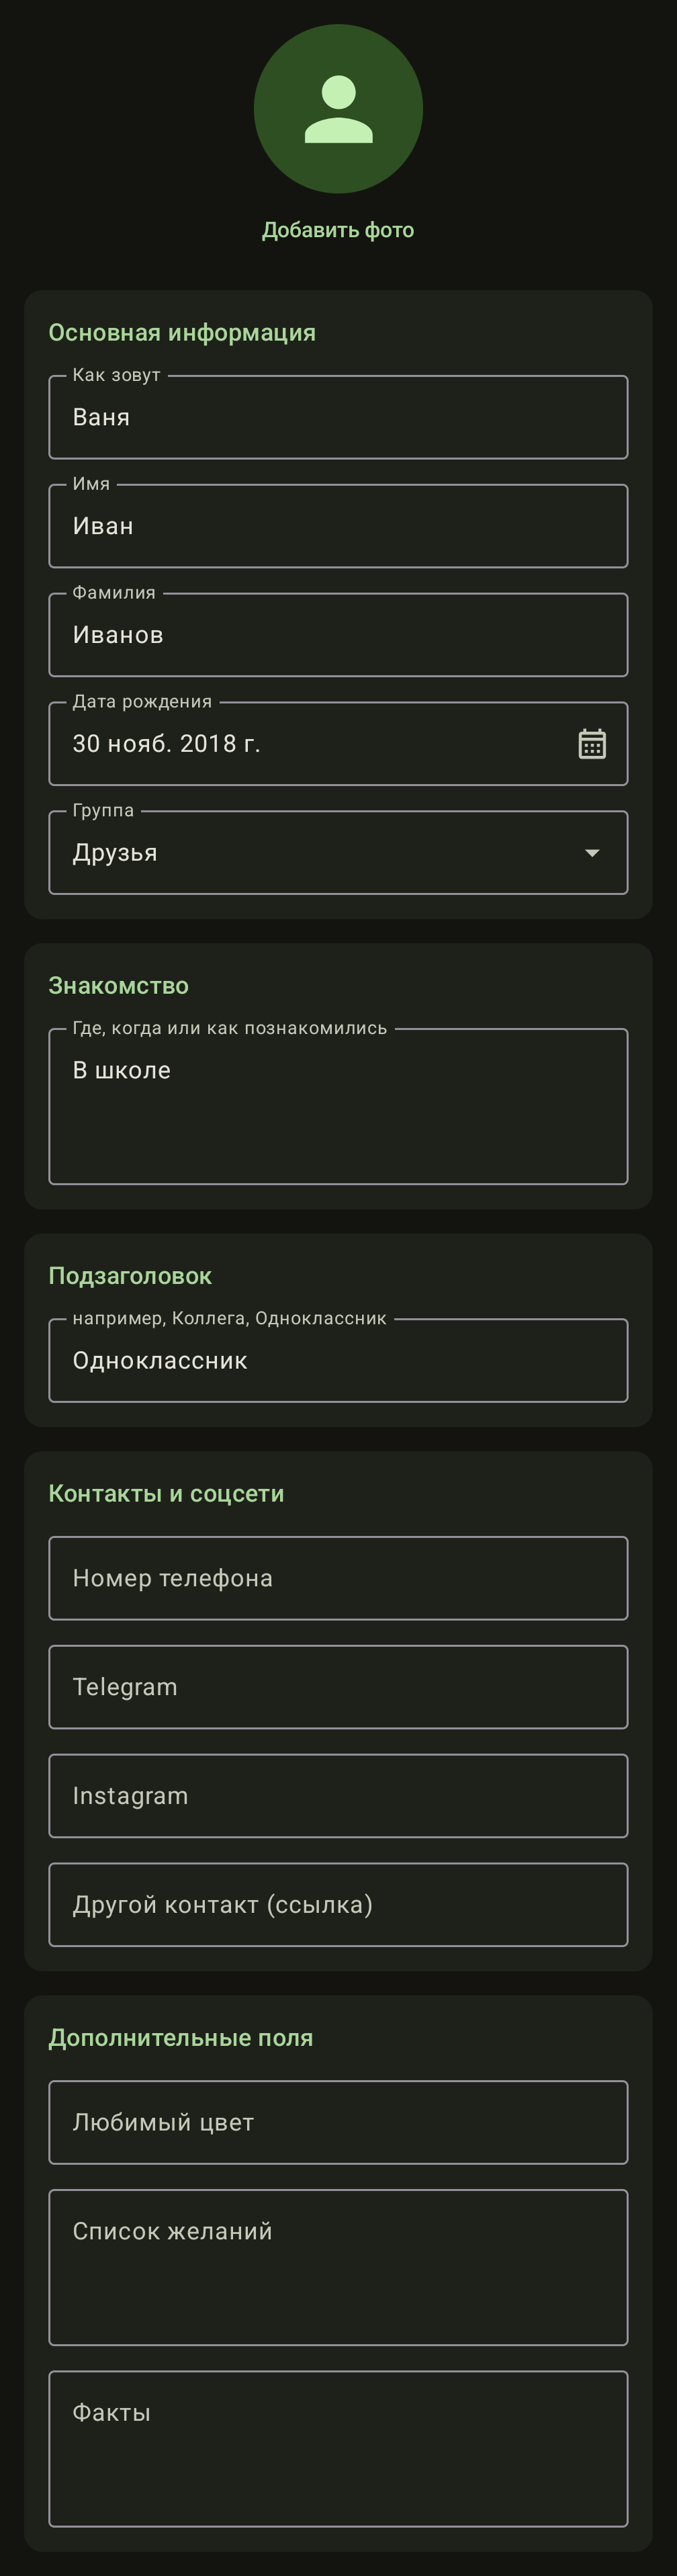 Добавить фото
Основная информация
Как зовут
Ваня
Имя
Иван
Фамилия
Иванов
Дата рождения
30 нояб. 2018 г.
Группа
Друзья
Знакомство
Где, когда или как познакомились
В школе
Подзаголовок
например, Коллега, Одноклассник
Одноклассник
Контакты и соцсети
Номер телефона
Telegram
Instagram
Другой контакт (ссылка)
Дополнительные поля
Любимый цвет
Список желаний
Факты